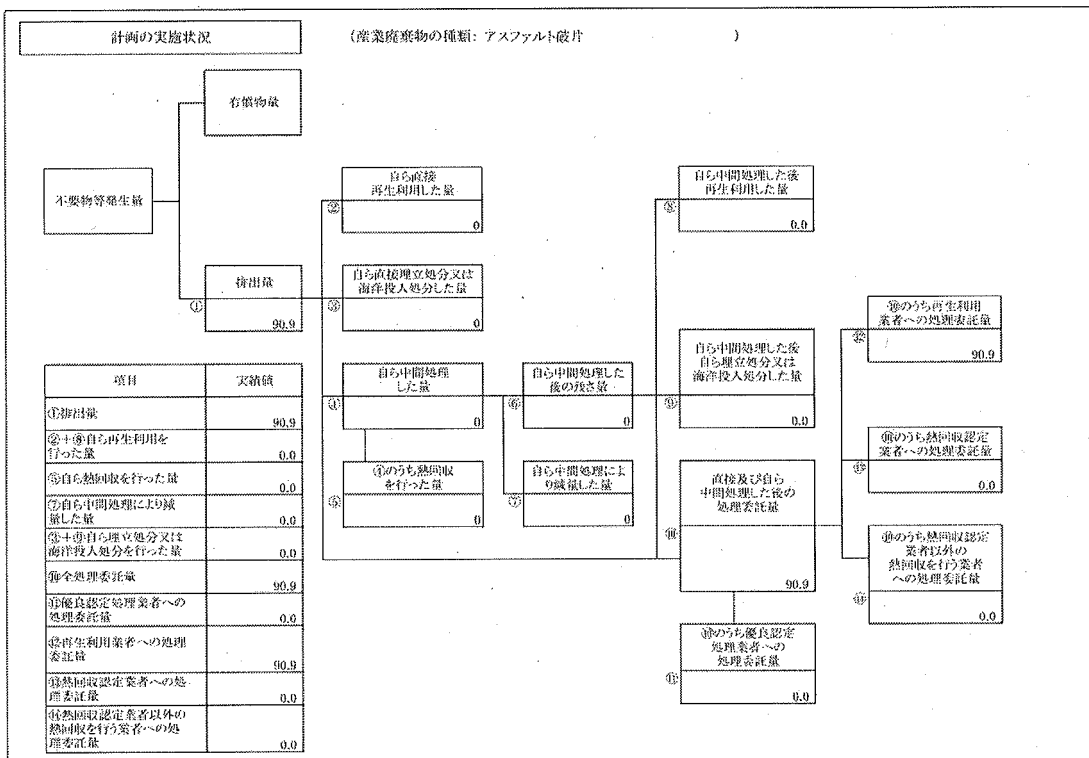 計画の実施状況
(産業廃棄物の種類: アスファルト破片 )
有償物量
不要物等発生量
①
排出量
90.9
②
自ら直接
再生利用した量
0
③
自ら直接埋立処分又は
海洋投入処分した量
0
④
自ら中間処理
した量
0
⑤
④のうち熱回収
を行った量
0
⑥
自ら中間処理した
後の残さ量
0
⑦
自ら中間処理によ
り減量した量
0
⑧
自ら中間処理した後
再生利用した量
0.0
⑨
自ら中間処理した後
自ら埋立処分又は
海洋投入処分した量
0.0
⑩
直接及び自ら
中間処理した後の
処理委託量
90.9
⑪
⑩のうち優良認定
処理業者への
処理委託量
0.0
⑫
⑩のうち再生利用
業者への処理委託量
90.9
⑬
⑩のうち熱回収認定
業者への処理委託量
0.0
⑭
⑩のうち熱回収認定
業者以外の
熱回収を行う業者
への処理委託量
0.0
項目 実績値
①排出量 90.9
②+⑧自ら再生利用を
行った量 0.0
⑤自ら熱回収を行った量 0.0
⑦自ら中間処理により減
量した量 0.0
③+⑨自ら埋立処分又は
海洋投入処分を行った量 0.0
⑩全処理委託量 90.9
⑪優良認定処理業者への
処理委託量 0.0
⑫再生利用業者への処理
委託量 90.9
⑬熱回収認定業者への処
理委託量 0.0
⑭熱回収認定業者以外の
熱回収を行う業者への処
理委託量 0.0